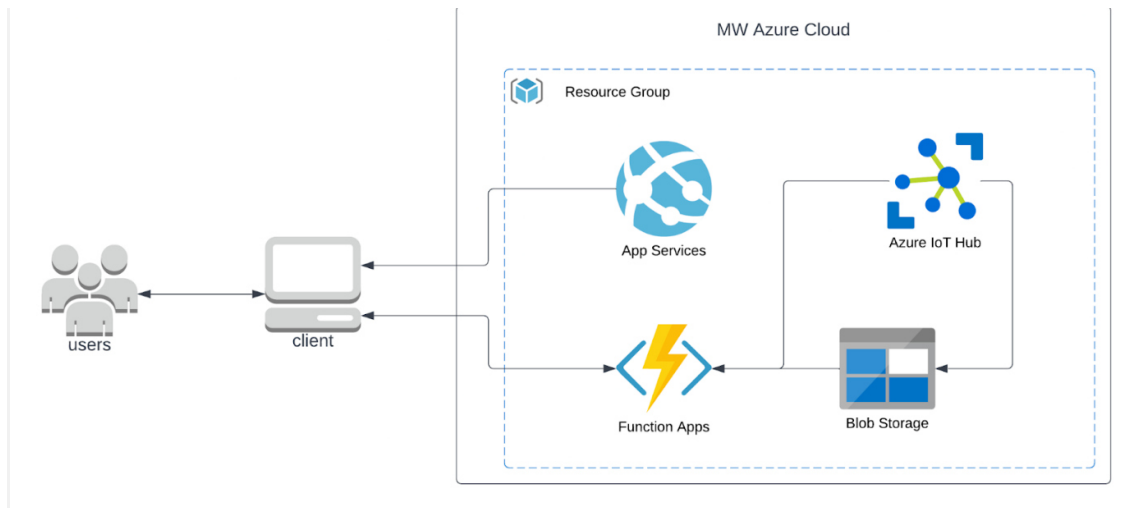 MW Azure Cloud
Resource Group
App Services
Azure IoT Hub
users
client
Function Apps
Blob Storage